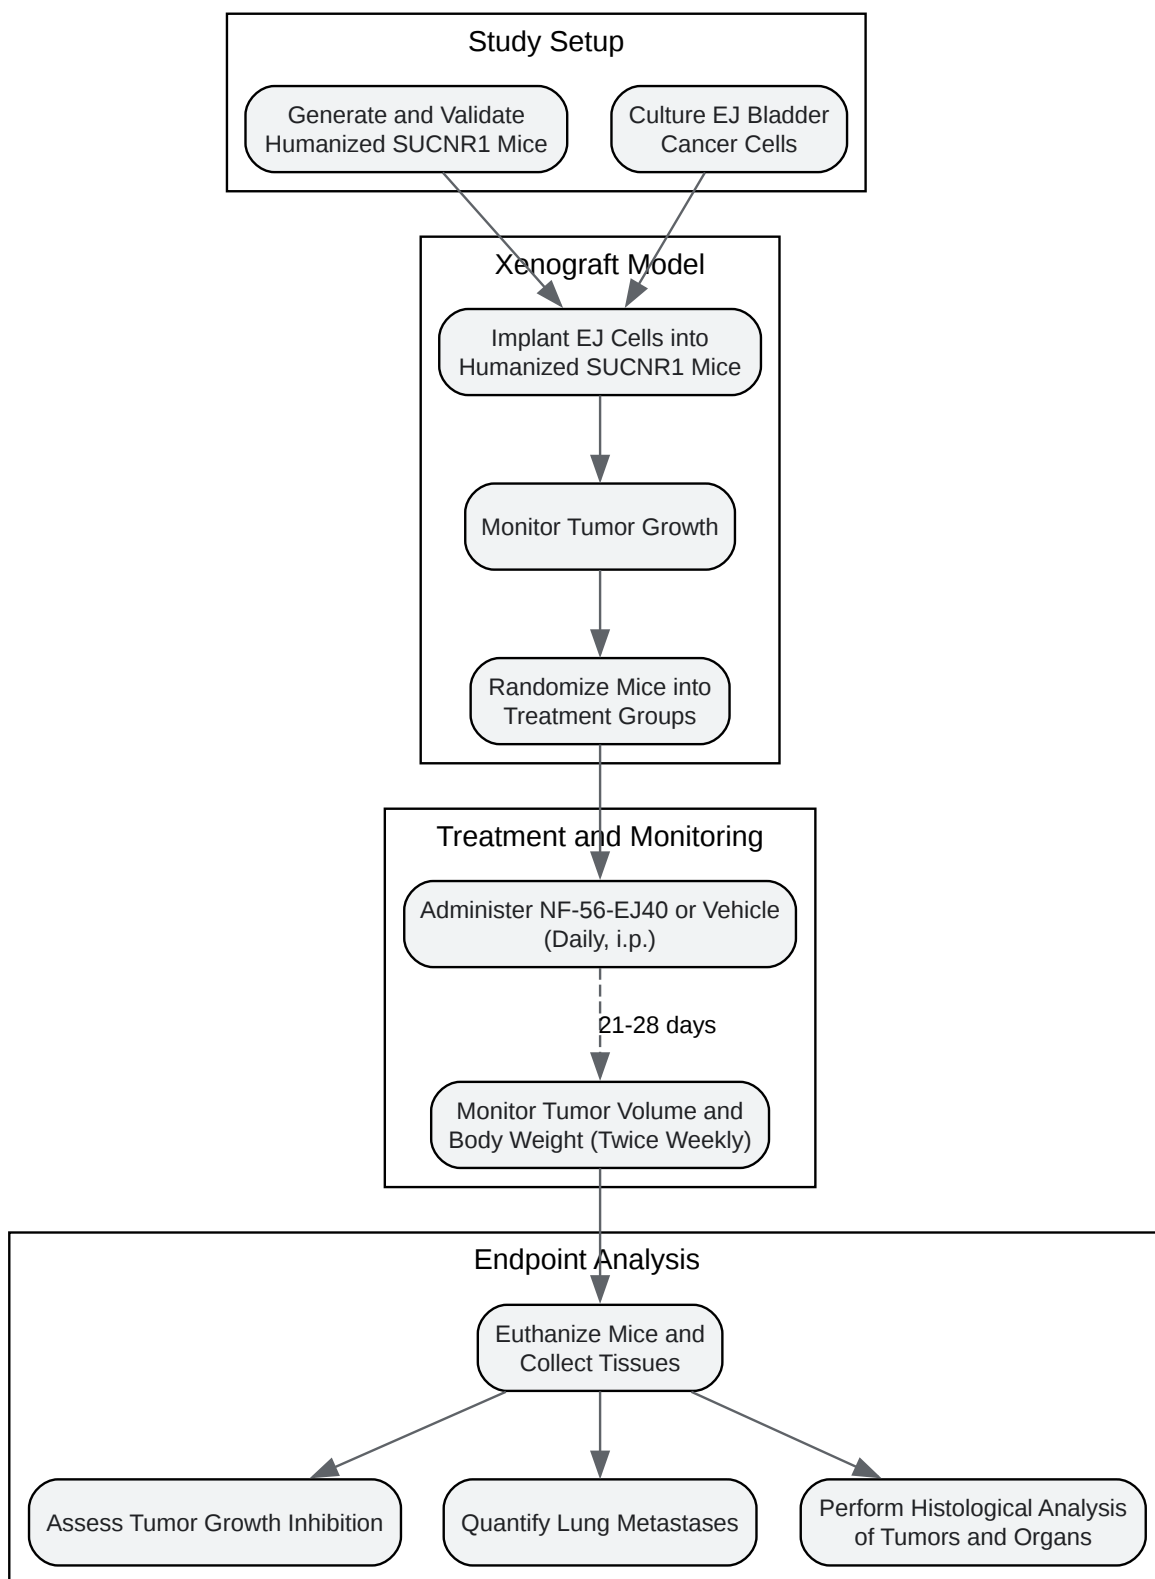 Study Setup
Generate and Validate
Humanized SUCNR1 Mice
Culture EJ Bladder
Cancer Cells
Xenograft Model
Implant EJ Cells into
Humanized SUCNR1 Mice
Monitor Tumor Growth
Randomize Mice into
Treatment Groups
Treatment and Monitoring
Administer NF-56-EJ40 or Vehicle
(Daily, i.p.)
21-28 days
Monitor Tumor Volume and
Body Weight (Twice Weekly)
Endpoint Analysis
Euthanize Mice and
Collect Tissues
Assess Tumor Growth Inhibition
Quantify Lung Metastases
Perform Histological Analysis
of Tumors and Organs